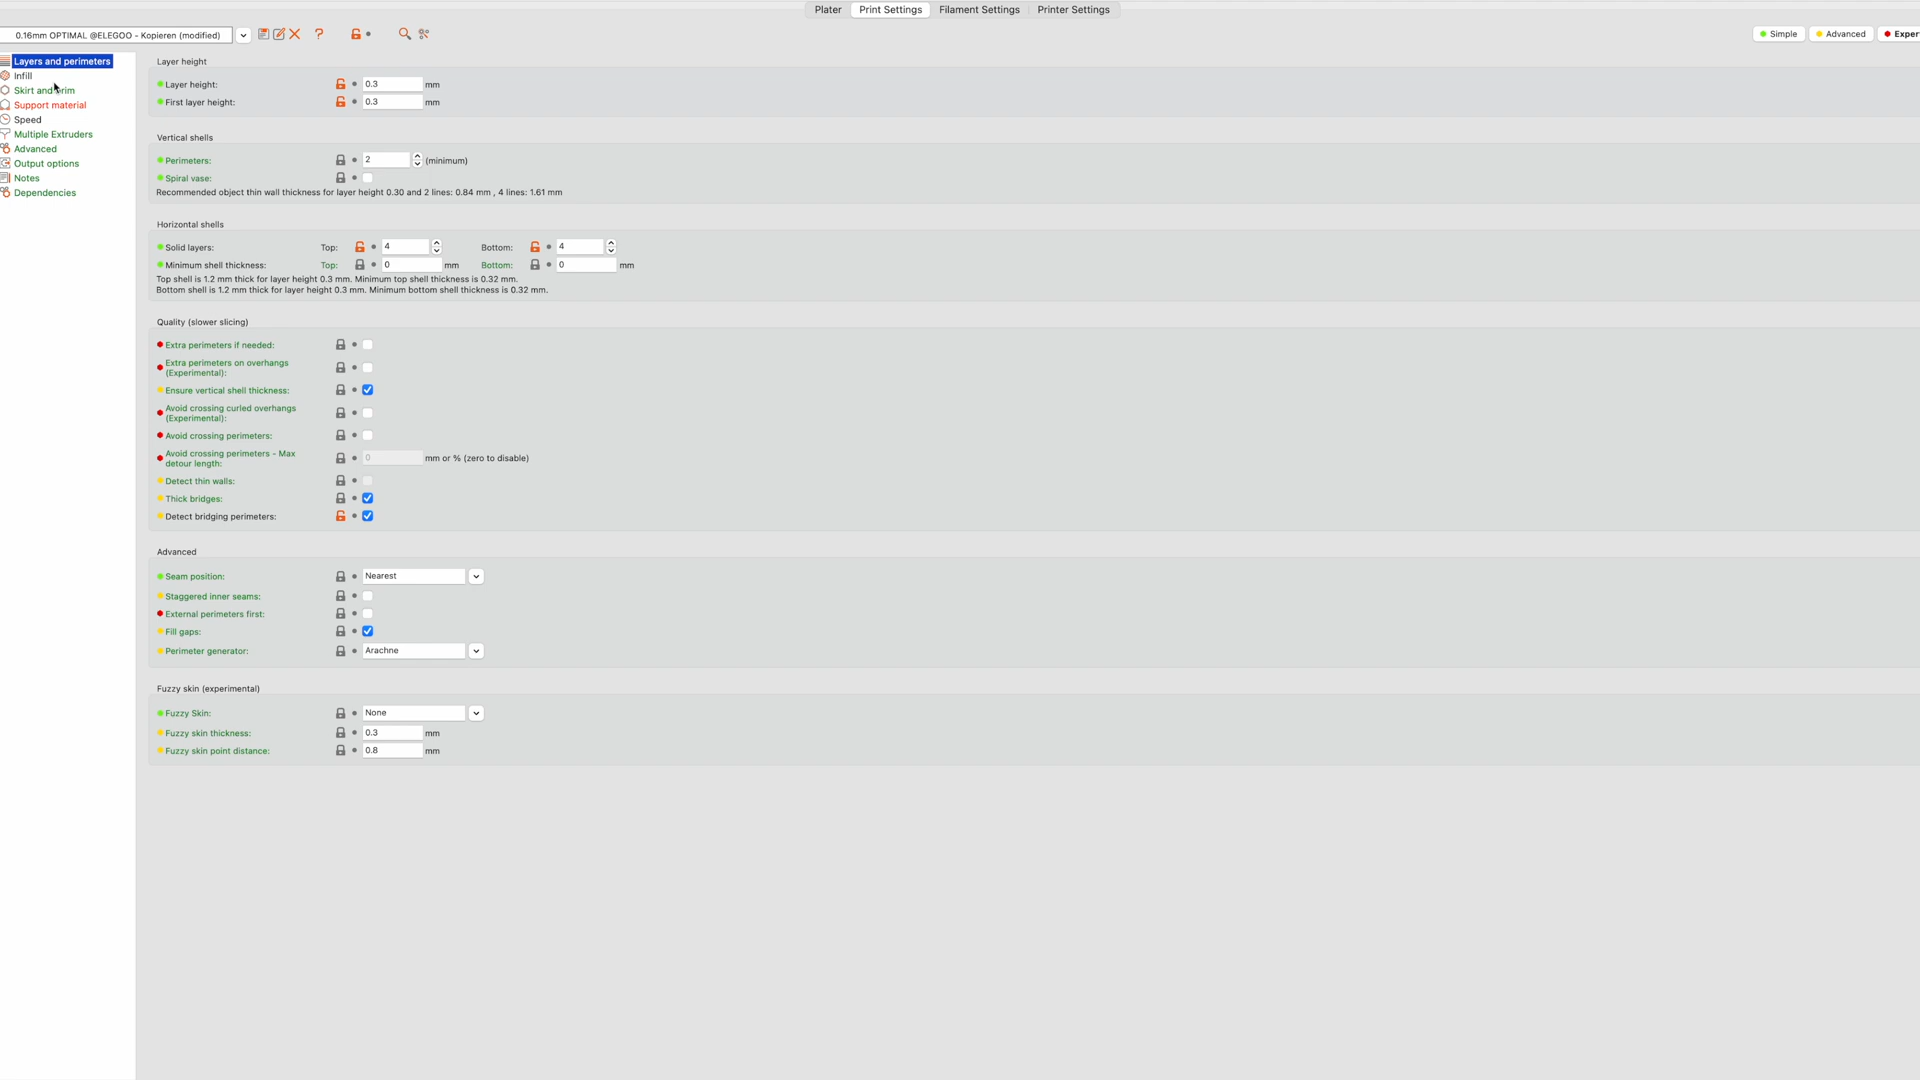 Plater Print Settings Filament Settings Printer Settings
0.16mm OPTIMAL @ELEGOO - Kopieren (modified) ? Simple Advanced Exper
Layers and perimeters
Infill
Skirt and brim
Support material
Speed
Multiple Extruders
Advanced
Output options
Notes
Dependencies
Layer height
Layer height: 0.3 mm
First layer height: 0.3 mm
Vertical shells
Perimeters: 2 (minimum)
Spiral vase:
Recommended object thin wall thickness for layer height 0.30 and 2 lines: 0.84 mm , 4 lines: 1.61 mm
Horizontal shells
Solid layers: Top: 4 Bottom: 4
Minimum shell thickness: Top: 0 mm Bottom: 0 mm
Top shell is 1.2 mm thick for layer height 0.3 mm. Minimum top shell thickness is 0.32 mm.
Bottom shell is 1.2 mm thick for layer height 0.3 mm. Minimum bottom shell thickness is 0.32 mm.
Quality (slower slicing)
Extra perimeters if needed:
Extra perimeters on overhangs
(Experimental):
Ensure vertical shell thickness:
Avoid crossing curled overhangs
(Experimental):
Avoid crossing perimeters:
Avoid crossing perimeters - Max
detour length: 0 mm or % (zero to disable)
Detect thin walls:
Thick bridges:
Detect bridging perimeters:
Advanced
Seam position: Nearest
Staggered inner seams:
External perimeters first:
Fill gaps:
Perimeter generator: Arachne
Fuzzy skin (experimental)
Fuzzy Skin: None
Fuzzy skin thickness: 0.3 mm
Fuzzy skin point distance: 0.8 mm